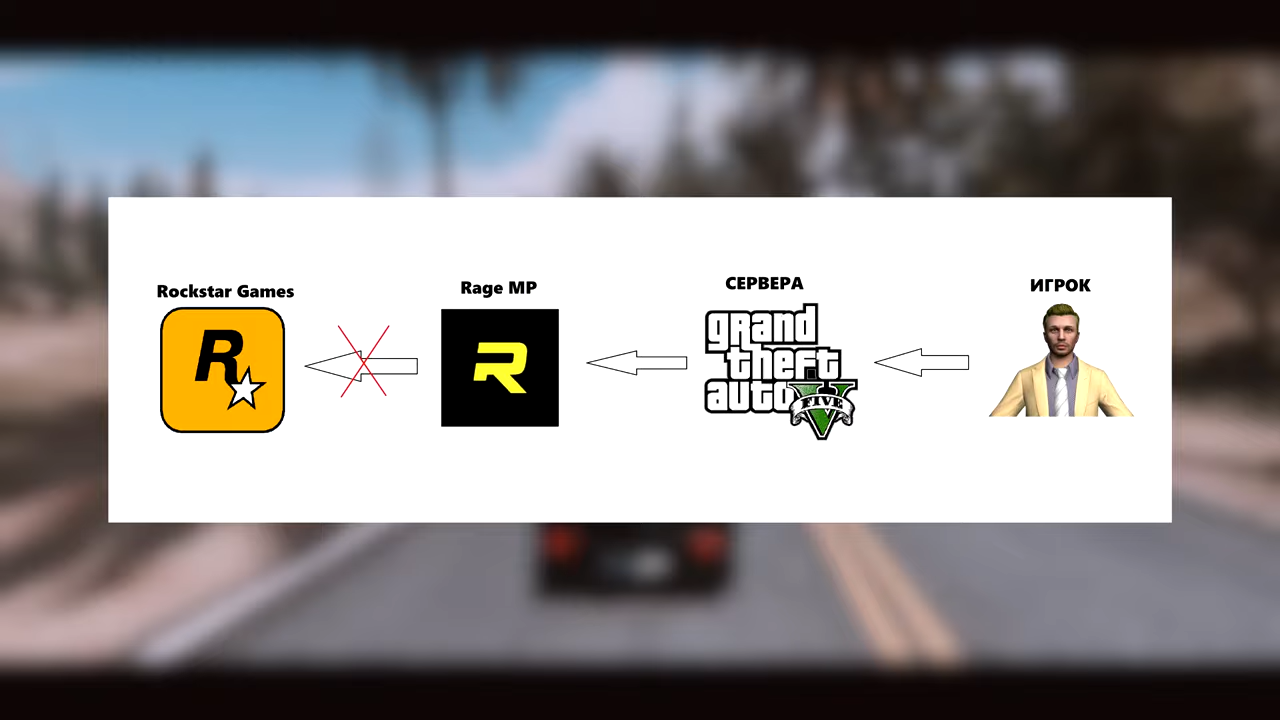 Rockstar Games
R
Rage MP
R
СЕРВЕРА
grand
theft
auto V
FIVE
ИГРОК